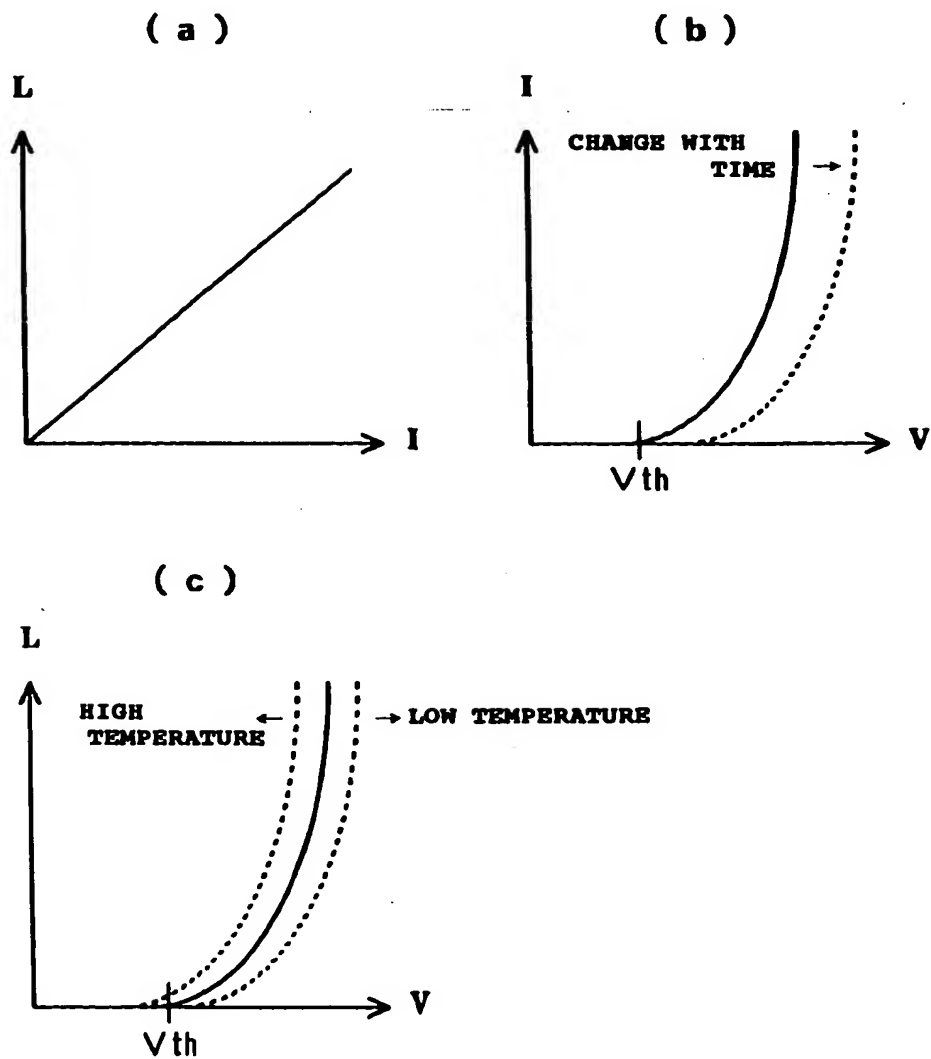 ( a )
L
I
( b )
I
CHANGE WITH
TIME →
V
Vth
( c )
L
HIGH
TEMPERATURE
←
→ LOW TEMPERATURE
V
Vth